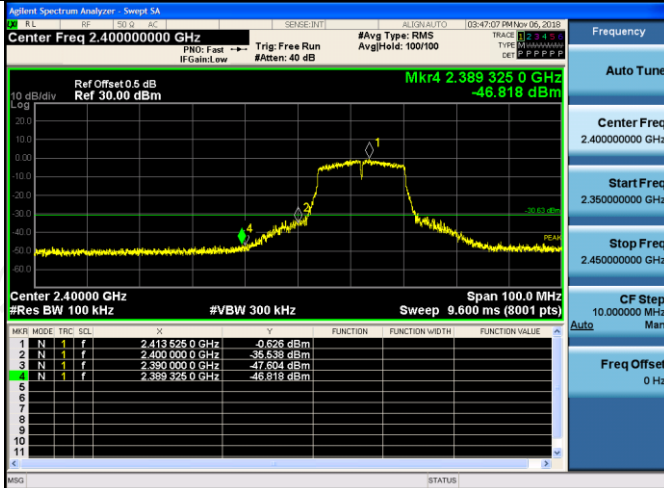 Agilent Spectrum Analyzer - Swept SA
RL RF 50 Ω AC SENSE:INT ALIGN AUTO 03:47:07 PM Nov 06, 2018
Center Freq 2.400000000 GHz #Avg Type: RMS TRACE 1 2 3 4 5 6
PNO: Fast Trig: Free Run Avg|Hold: 100/100 TYPE M
IFGain:Low #Atten: 40 dB DET P P P P P P
Mkr4 2.389 325 0 GHz
-46.818 dBm
Ref Offset 0.5 dB
10 dB/div Ref 30.00 dBm
Log
20.0
10.0
0.00
-10.0
-20.0
-30.0
-40.0
-50.0
-60.0
1
2
4
-30.63 dBm
PEAK
Center 2.40000 GHz Span 100.0 MHz
#Res BW 100 kHz #VBW 300 kHz Sweep 9.600 ms (8001 pts)
MKR MODE TRC SCL X Y FUNCTION FUNCTION WIDTH FUNCTION VALUE
1 N 1 f 2.413 525 0 GHz -0.626 dBm
2 N 1 f 2.400 000 0 GHz -35.538 dBm
3 N 1 f 2.390 000 0 GHz -47.604 dBm
4 N 1 f 2.389 325 0 GHz -46.818 dBm
5
6
7
8
9
10
11
MSG STATUS
Frequency
Auto Tune
Center Freq
2.400000000 GHz
Start Freq
2.350000000 GHz
Stop Freq
2.450000000 GHz
CF Step
10.000000 MHz
Auto Man
Freq Offset
0 Hz